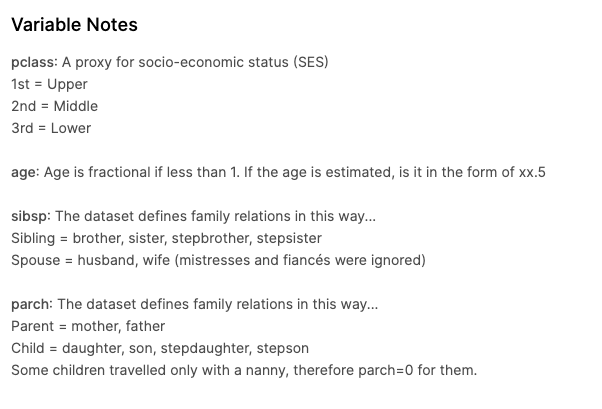 Variable Notes
pclass: A proxy for socio-economic status (SES)
1st = Upper
2nd = Middle
3rd = Lower
age: Age is fractional if less than 1. If the age is estimated, is it in the form of xx.5
sibsp: The dataset defines family relations in this way...
Sibling = brother, sister, stepbrother, stepsister
Spouse = husband, wife (mistresses and fiancés were ignored)
parch: The dataset defines family relations in this way...
Parent = mother, father
Child = daughter, son, stepdaughter, stepson
Some children travelled only with a nanny, therefore parch=0 for them.